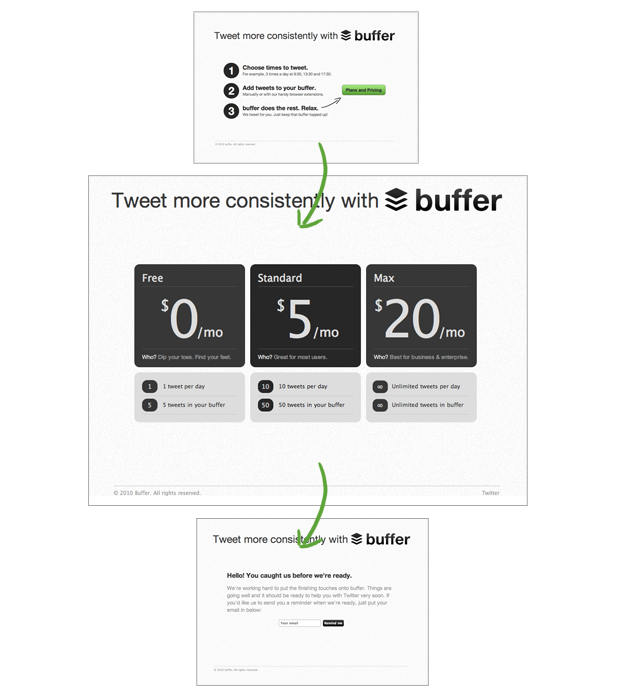 Tweet more consistently with buffer
1 Choose times to tweet.
For example, 3 times a day at 9:00, 13:30 and 17:30.
2 Add tweets to your buffer.
Manually or with our handy browser extensions.
Plans and Pricing
3 buffer does the rest. Relax.
We tweet for you. Just keep that buffer topped up!
© 2010 Buffer. All rights reserved.
Tweet more consistently with buffer
Free
$0/mo
Who? Dip your toes. Find your feet.
1 1 tweet per day
5 5 tweets in your buffer
Standard
$5/mo
Who? Great for most users.
10 10 tweets per day
50 50 tweets in your buffer
Max
$20/mo
Who? Best for business & enterprise.
∞ Unlimited tweets per day
∞ Unlimited tweets in buffer
© 2010 Buffer. All rights reserved.
Twitter
Tweet more consistently with buffer
Hello! You caught us before we're ready.
We're working hard to put the finishing touches onto buffer. Things are
going well and it should be ready to help you with Twitter very soon. If
you'd like us to send you a reminder when we're ready, just put your
email in below:
Your email
Remind me
© 2010 Buffer. All rights reserved.